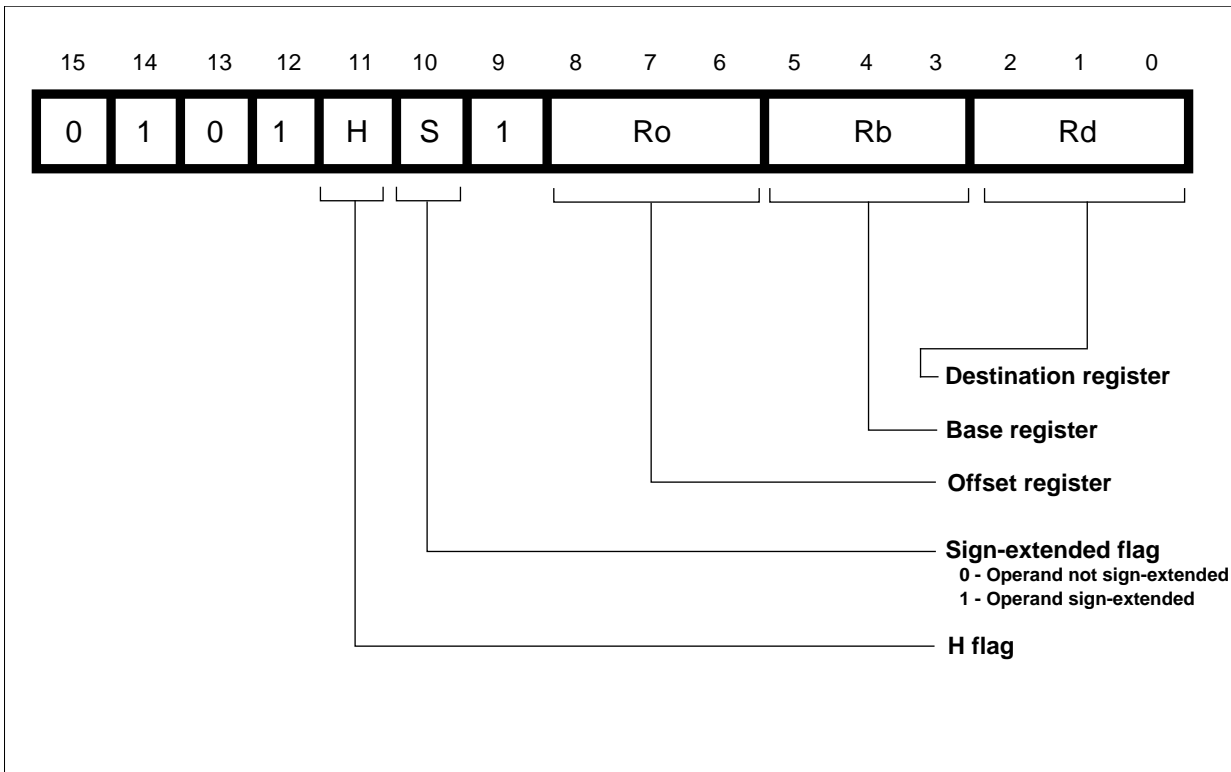 15 14 13 12 11 10 9 8 7 6 5 4 3 2 1 0
0 1 0 1 H S 1 Ro Rb Rd
Destination register
Base register
Offset register
Sign-extended flag
0 - Operand not sign-extended
1 - Operand sign-extended
H flag